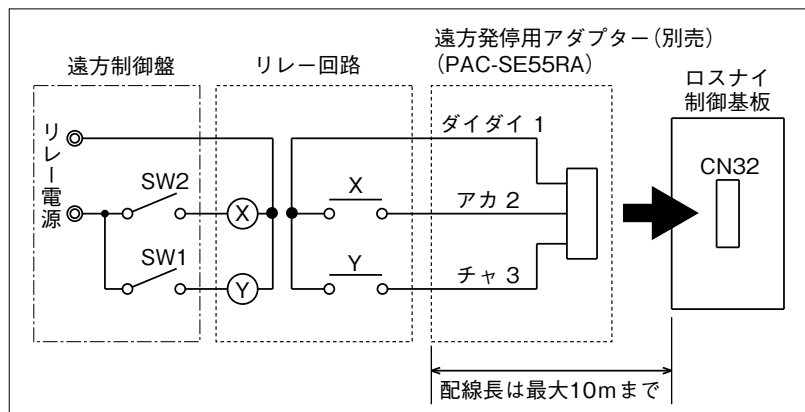 遠方制御盤
リレー回路
遠方発停用アダプター（別売）
（PAC-SE55RA）
ロスナイ
制御基板
リレー電源
SW2
SW1
X
Y
X
Y
ダイダイ 1
アカ 2
チャ 3
CN32
配線長は最大10mまで